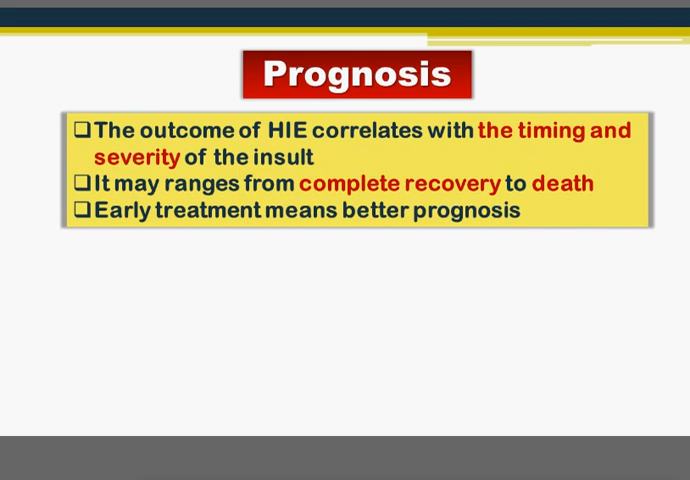 Prognosis
❑The outcome of HIE correlates with the timing and
severity of the insult
❑It may ranges from complete recovery to death
❑Early treatment means better prognosis